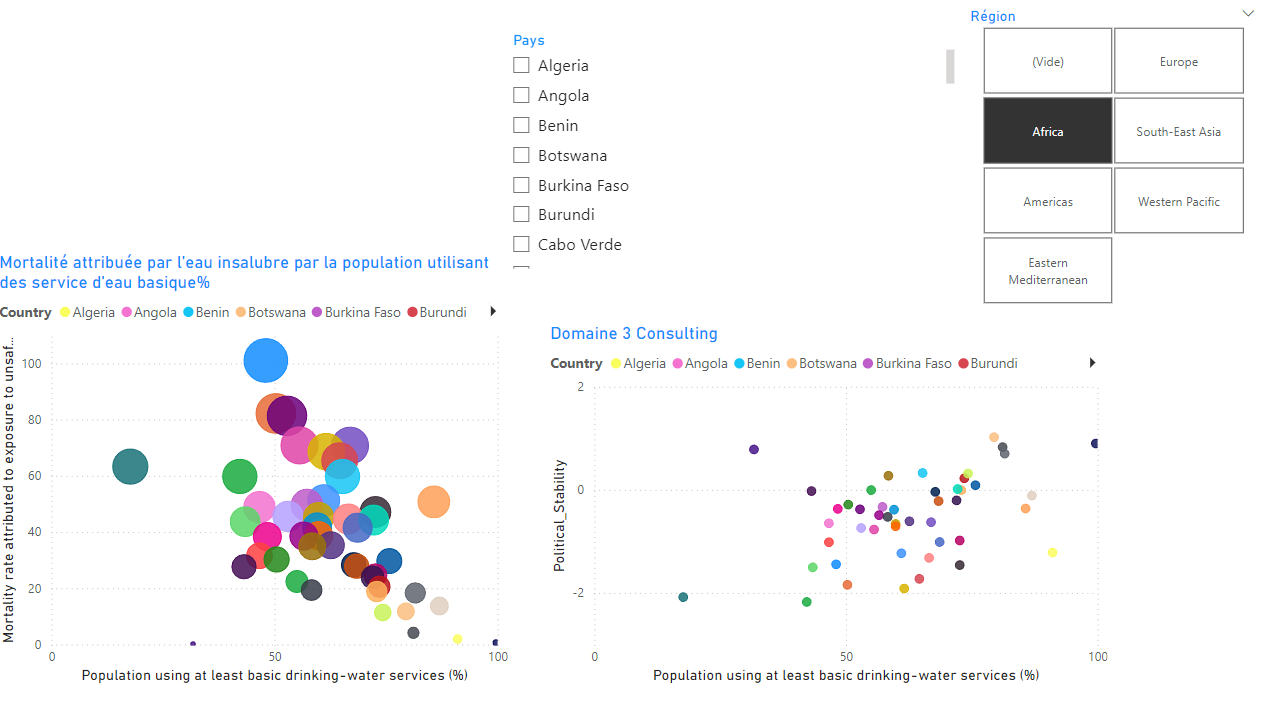 Région
(Vide)
Europe
Africa
South-East Asia
Americas
Western Pacific
Eastern
Mediterranean
Pays
Algeria
Angola
Benin
Botswana
Burkina Faso
Burundi
Cabo Verde
Mortalité attribuée par l'eau insalubre par la population utilisant
des service d'eau basique%
Country Algeria Angola Benin Botswana Burkina Faso Burundi
Mortality rate attributed to exposure to unsaf...
100
80
60
40
20
0
0 50 100
Population using at least basic drinking-water services (%)
Domaine 3 Consulting
Country Algeria Angola Benin Botswana Burkina Faso Burundi
Political_Stability
2
0
-2
0 50 100
Population using at least basic drinking-water services (%)